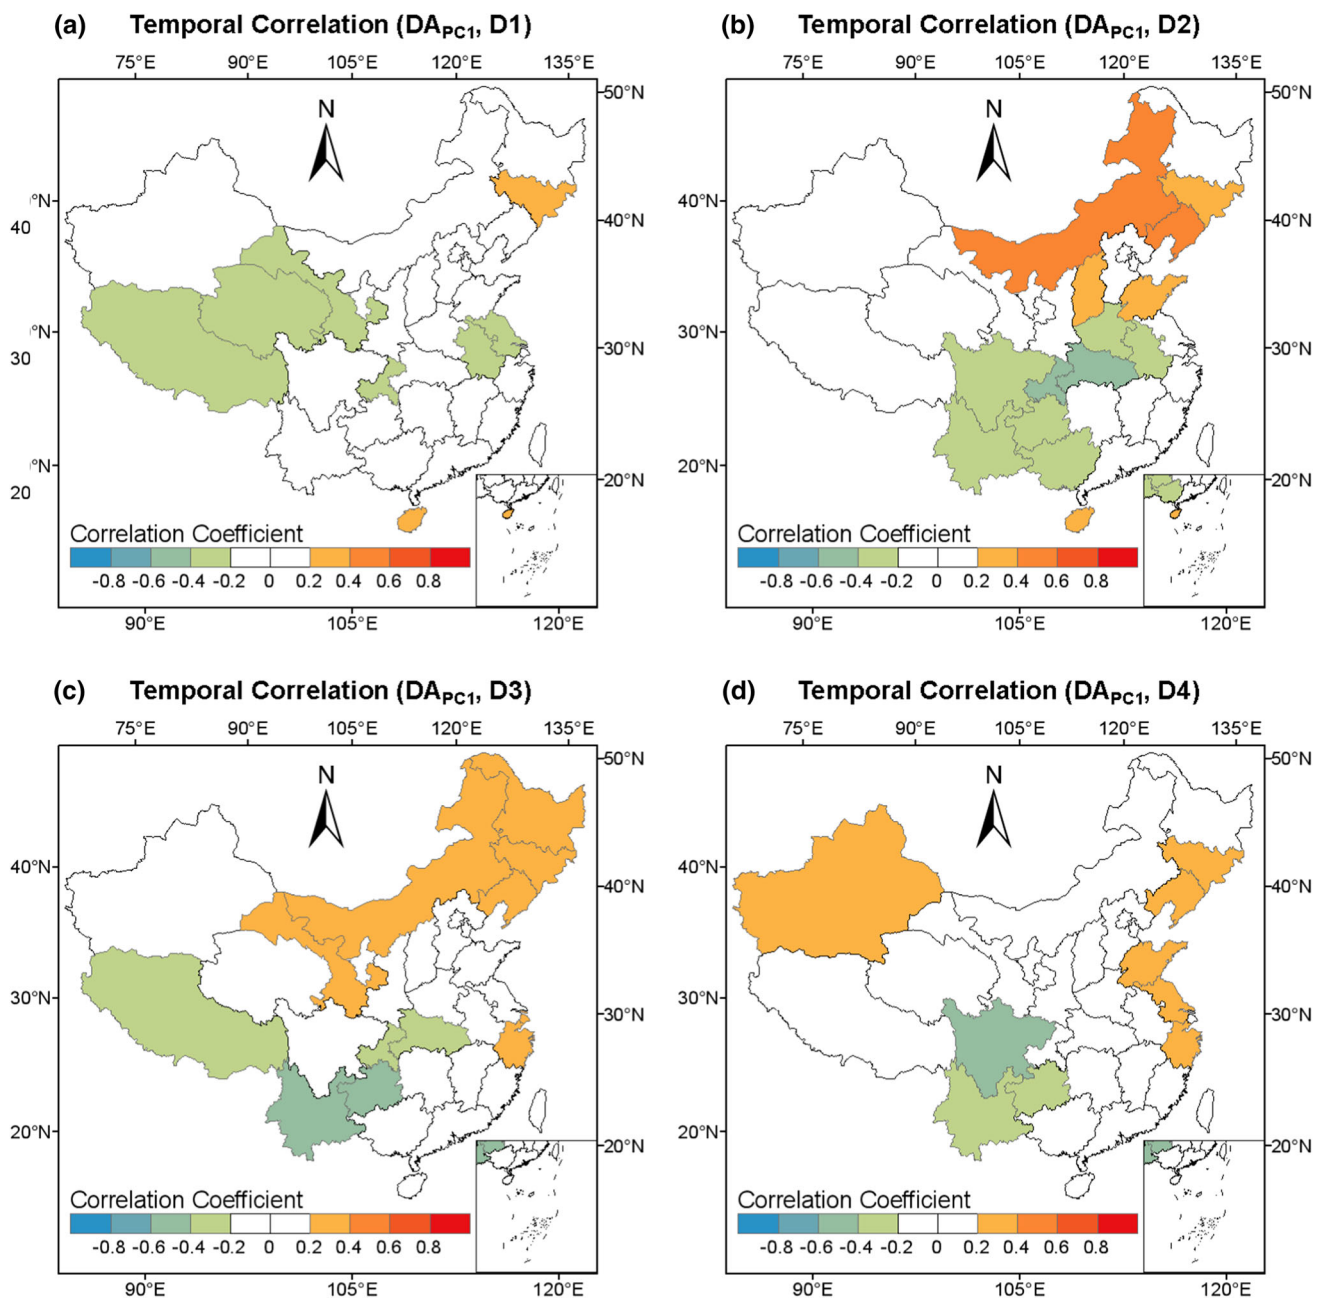 (a) Temporal Correlation (DAPC1, D1)
75°E 90°E 105°E 120°E 135°E
N
50°N
°N
40
40°N
°N
30
30°N
°N
20
20°N
Correlation Coefficient
-0.8 -0.6 -0.4 -0.2 0 0.2 0.4 0.6 0.8
90°E 105°E 120°E
(b) Temporal Correlation (DAPC1, D2)
75°E 90°E 105°E 120°E 135°E
N
50°N
40°N
40°N
30°N
30°N
20°N
20°N
Correlation Coefficient
-0.8 -0.6 -0.4 -0.2 0 0.2 0.4 0.6 0.8
90°E 105°E 120°E
(c) Temporal Correlation (DAPC1, D3)
75°E 90°E 105°E 120°E 135°E
N
50°N
40°N
40°N
30°N
30°N
20°N
20°N
Correlation Coefficient
-0.8 -0.6 -0.4 -0.2 0 0.2 0.4 0.6 0.8
90°E 105°E 120°E
(d) Temporal Correlation (DAPC1, D4)
75°E 90°E 105°E 120°E 135°E
N
50°N
40°N
40°N
30°N
30°N
20°N
20°N
Correlation Coefficient
-0.8 -0.6 -0.4 -0.2 0 0.2 0.4 0.6 0.8
90°E 105°E 120°E